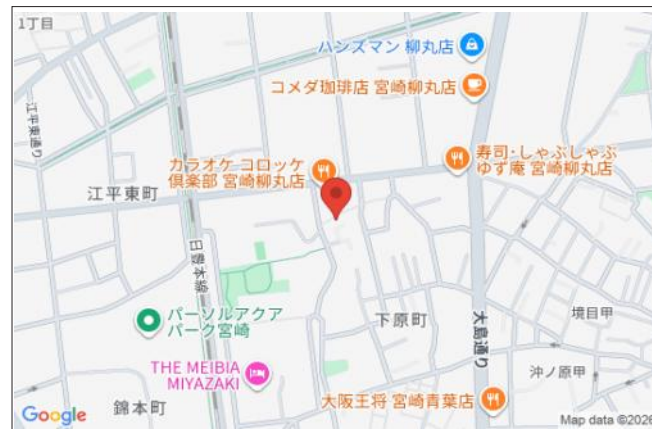 1丁目
ハンズマン 柳丸店
コメダ珈琲店 宮崎柳丸店
江平東通り
カラオケ コロッケ
倶楽部 宮崎柳丸店
寿司・しゃぶしゃぶ
ゆず庵 宮崎柳丸店
江平東町
日豊本線
パーソルアクア
パーク宮崎
下原町
大島通り
境目甲
THE MEIBIA
MIYAZAKI
沖ノ原甲
錦本町
大阪王将 宮崎青葉店
Google
Map data ©2026